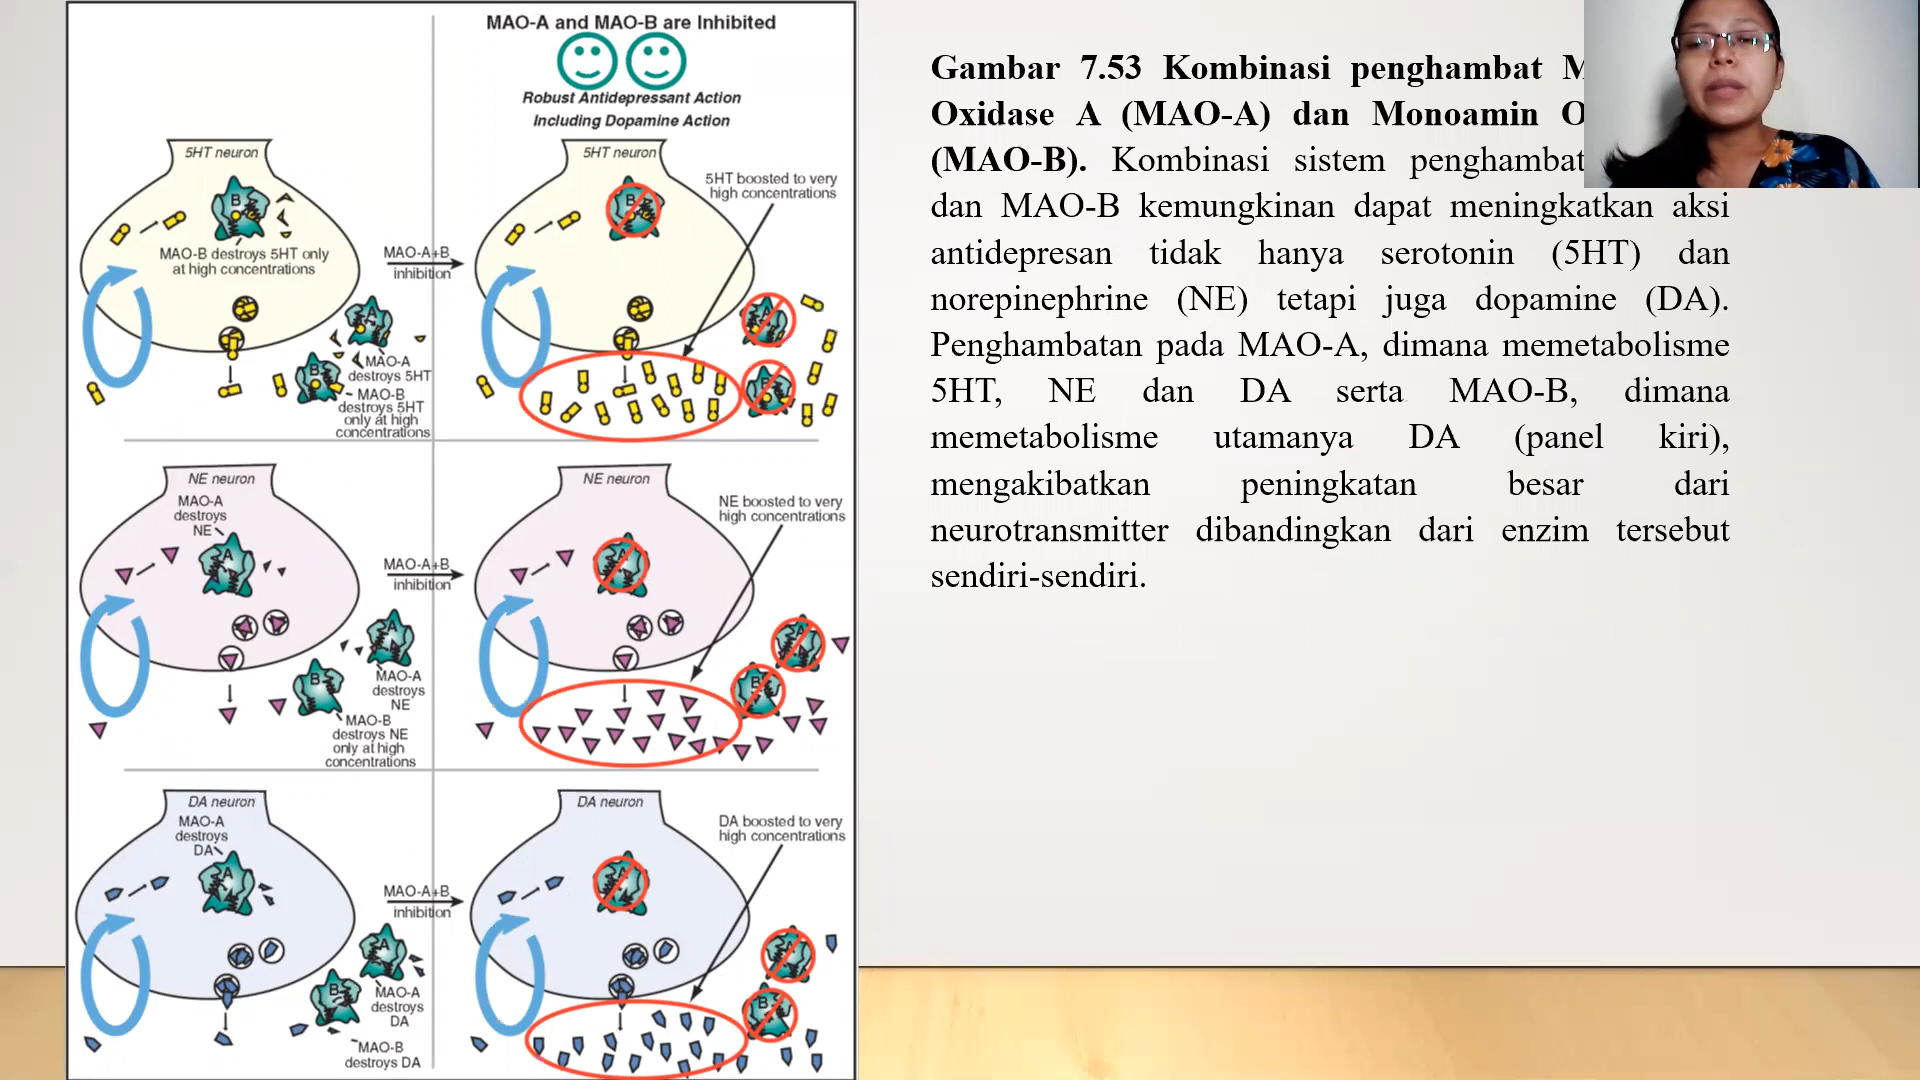 MAO-A and MAO-B are Inhibited
Robust Antidepressant Action
Including Dopamine Action
5HT neuron
B
MAO-B destroys 5HT only
at high concentrations
A
MAO-A
destroys 5HT
B
MAO-B
destroys 5HT
only at high
concentrations
MAO-A+B
inhibition
5HT neuron
B
5HT boosted to very
high concentrations
A
B
NE neuron
MAO-A
destroys
NE
A
A
MAO-A
destroys
NE
B
MAO-B
destroys NE
only at high
concentrations
MAO-A+B
inhibition
NE neuron
A
NE boosted to very
high concentrations
A
B
DA neuron
MAO-A
destroys
DA
A
A
MAO-A
destroys
DA
B
MAO-B
destroys DA
MAO-A+B
inhibition
DA neuron
A
DA boosted to very
high concentrations
A
B
Gambar 7.53 Kombinasi penghambat
Oxidase A (MAO-A) dan Monoamin
(MAO-B). Kombinasi sistem penghambat
dan MAO-B kemungkinan dapat meningkatkan aksi
antidepresan tidak hanya serotonin (5HT) dan
norepinephrine (NE) tetapi juga dopamine (DA).
Penghambatan pada MAO-A, dimana memetabolisme
5HT, NE dan DA serta MAO-B, dimana
memetabolisme utamanya DA (panel kiri),
mengakibatkan peningkatan besar dari
neurotransmitter dibandingkan dari enzim tersebut
sendiri-sendiri.